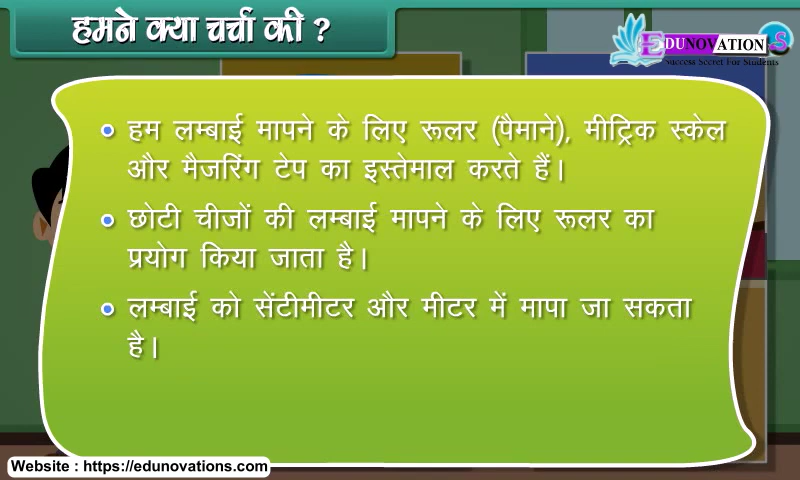 हमने क्या चर्चा की ?
EDUNOVATIONS
Success Secret For Students
हम लम्बाई मापने के लिए रूलर (पैमाने), मीट्रिक स्केल
और मैजरिंग टेप का इस्तेमाल करते हैं।
छोटी चीजों की लम्बाई मापने के लिए रूलर का
प्रयोग किया जाता है।
लम्बाई को सेंटीमीटर और मीटर में मापा जा सकता
है।
Website : https://edunovations.com